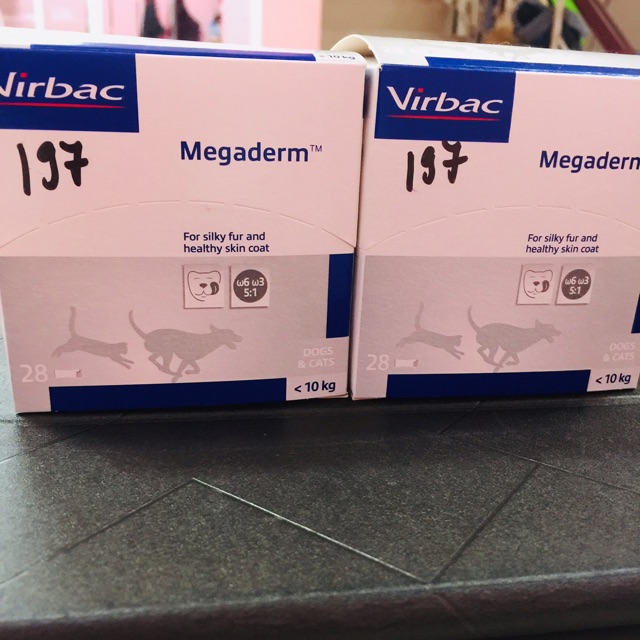 Virbac
197
Megaderm™
For silky fur and
healthy skin coat
ω6 ω3
5:1
28
DOGS
& CATS
< 10 kg
< 10 kg
Virbac
197
Megaderm
For silky fur and
healthy skin coat
ω6 ω3
5:1
28
DOGS
& CATS
< 10 kg